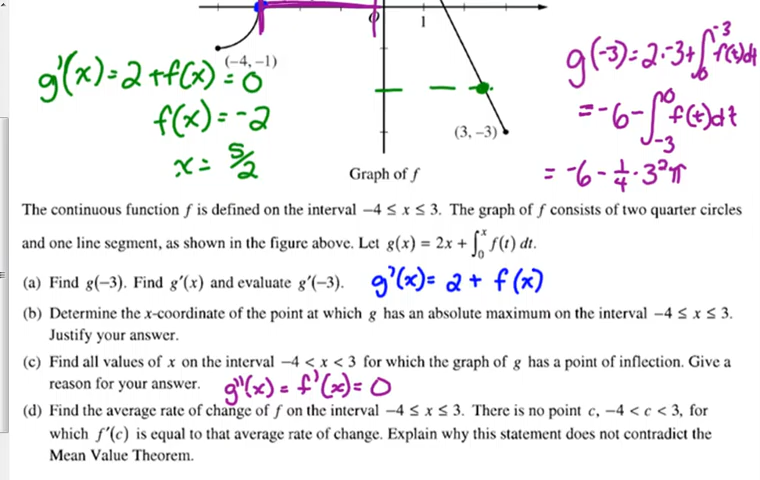 O
1
(-4, -1)
g'(x) = 2 + f(x) = 0
f(x) = -2
x = 5/2
(3, -3)
Graph of f
g(-3) = 2·-3 + ∫₀⁻³ f(t)dt
= -6 - ∫₋₃⁰ f(t)dt
= -6 - 1/4 · 3²π
The continuous function f is defined on the interval −4 ≤ x ≤ 3. The graph of f consists of two quarter circles
and one line segment, as shown in the figure above. Let g(x) = 2x + ∫₀ˣ f(t) dt.
(a) Find g(−3). Find g′(x) and evaluate g′(−3). g'(x) = 2 + f(x)
(b) Determine the x-coordinate of the point at which g has an absolute maximum on the interval −4 ≤ x ≤ 3.
Justify your answer.
(c) Find all values of x on the interval −4 < x < 3 for which the graph of g has a point of inflection. Give a
reason for your answer. g"(x) = f'(x) = 0
(d) Find the average rate of change of f on the interval −4 ≤ x ≤ 3. There is no point c, −4 < c < 3, for
which f′(c) is equal to that average rate of change. Explain why this statement does not contradict the
Mean Value Theorem.